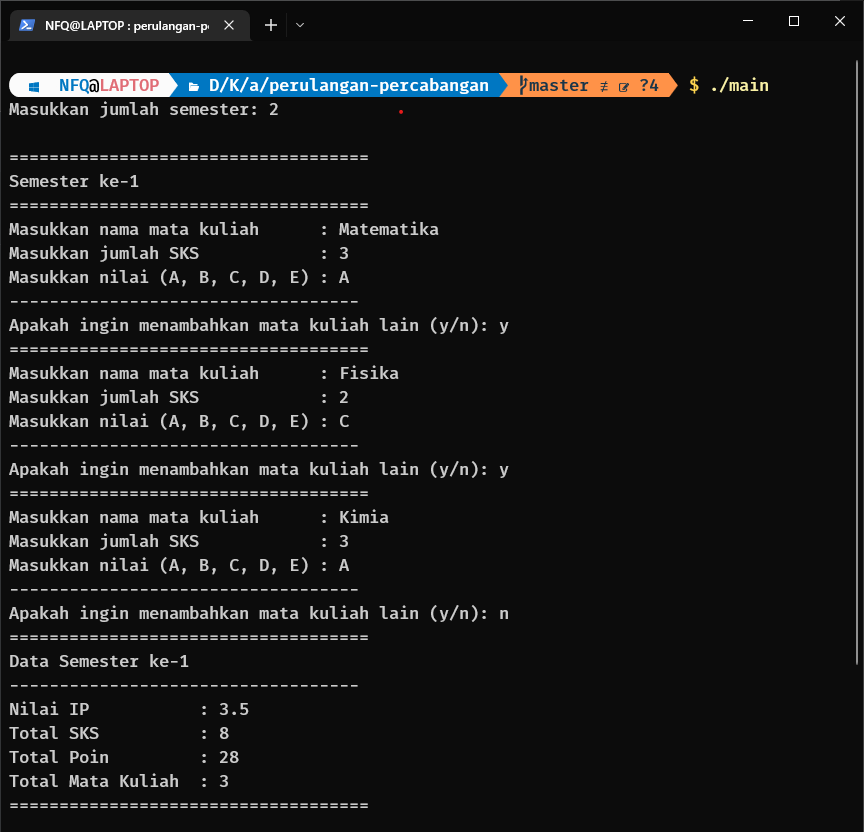 NFQ@LAPTOP : perulangan-p
NFQ@LAPTOP D/K/a/perulangan-percabangan master ≢ ?4 $ ./main
Masukkan jumlah semester: 2
====================================
Semester ke-1
====================================
Masukkan nama mata kuliah      : Matematika
Masukkan jumlah SKS            : 3
Masukkan nilai (A, B, C, D, E) : A
-----------------------------------
Apakah ingin menambahkan mata kuliah lain (y/n): y
====================================
Masukkan nama mata kuliah      : Fisika
Masukkan jumlah SKS            : 2
Masukkan nilai (A, B, C, D, E) : C
-----------------------------------
Apakah ingin menambahkan mata kuliah lain (y/n): y
====================================
Masukkan nama mata kuliah      : Kimia
Masukkan jumlah SKS            : 3
Masukkan nilai (A, B, C, D, E) : A
-----------------------------------
Apakah ingin menambahkan mata kuliah lain (y/n): n
====================================
Data Semester ke-1
-----------------------------------
Nilai IP           : 3.5
Total SKS          : 8
Total Poin         : 28
Total Mata Kuliah  : 3
====================================